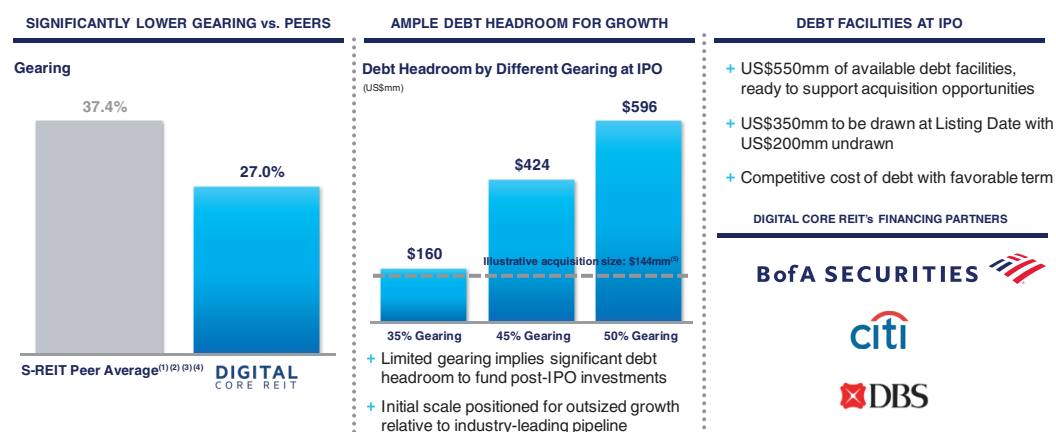 SIGNIFICANTLY LOWER GEARING vs. PEERS
Gearing
37.4%
27.0%
S-REIT Peer Average(1) (2) (3) (4)
DIGITAL
CORE REIT
AMPLE DEBT HEADROOM FOR GROWTH
Debt Headroom by Different Gearing at IPO
(US$mm)
$596
$424
$160
Illustrative acquisition size: $144mm(5)
35% Gearing
45% Gearing
50% Gearing
+ Limited gearing implies significant debt
headroom to fund post-IPO investments
+ Initial scale positioned for outsized growth
relative to industry-leading pipeline
DEBT FACILITIES AT IPO
+ US$550mm of available debt facilities,
ready to support acquisition opportunities
+ US$350mm to be drawn at Listing Date with
US$200mm undrawn
+ Competitive cost of debt with favorable term
DIGITAL CORE REIT's FINANCING PARTNERS
BofA SECURITIES
citi
DBS